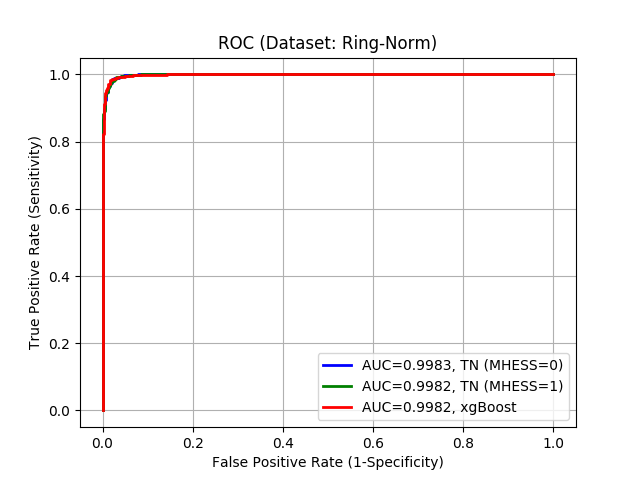 ROC (Dataset: Ring-Norm)
True Positive Rate (Sensitivity)
1.0
0.8
0.6
0.4
0.2
0.0
AUC=0.9983, TN (MHESS=0)
AUC=0.9982, TN (MHESS=1)
AUC=0.9982, xgBoost
0.0 0.2 0.4 0.6 0.8 1.0
False Positive Rate (1-Specificity)